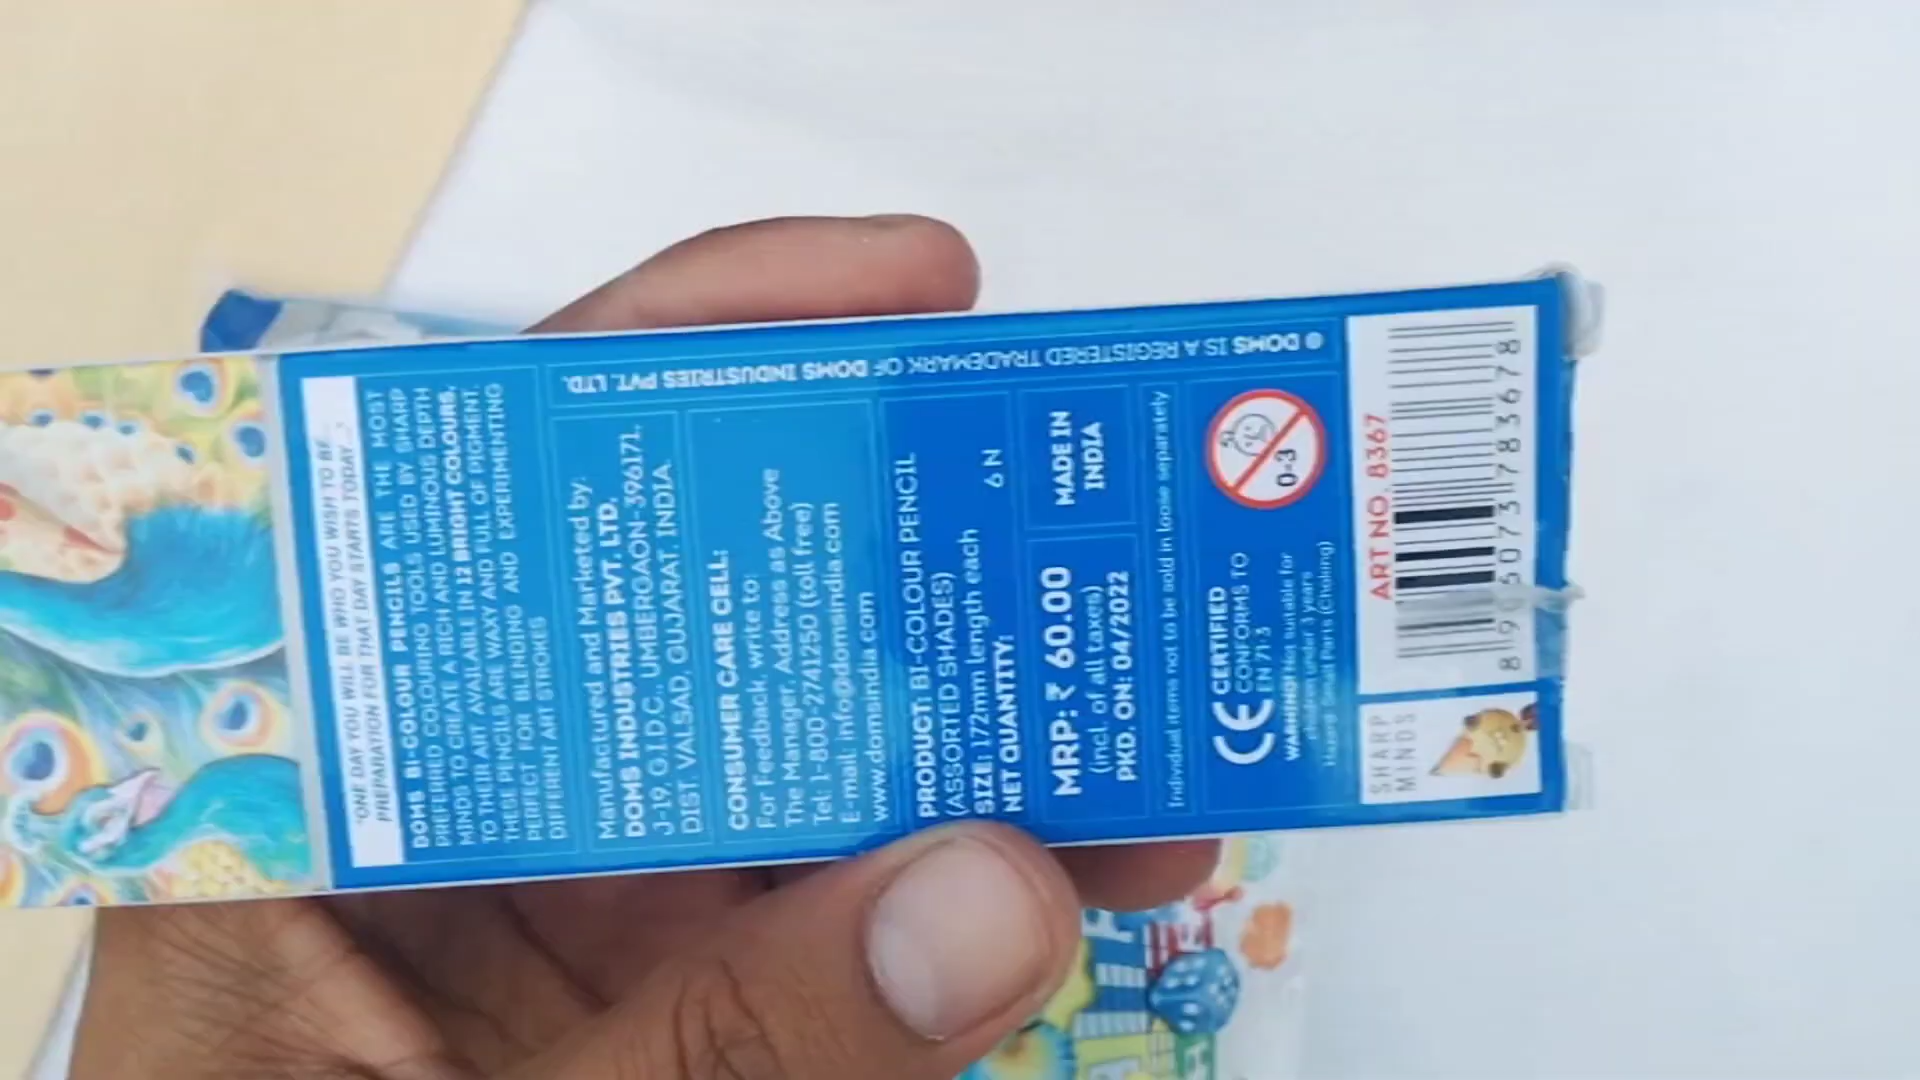 "ONE DAY YOU WILL BE WHO YOU WISH TO BE...
PREPARATION FOR THAT DAY STARTS TODAY..."
DOMS BI-COLOUR PENCILS ARE THE MOST
PREFERRED COLOURING TOOLS USED BY SHARP
MINDS TO CREATE A RICH AND LUMINOUS DEPTH
TO THEIR ART AVAILABLE IN 12 BRIGHT COLOURS,
THESE PENCILS ARE WAXY AND FULL OF PIGMENT,
PERFECT FOR BLENDING AND EXPERIMENTING
DIFFERENT ART STROKES
® DOMS IS A REGISTERED TRADEMARK OF DOMS INDUSTRIES PVT. LTD.
Manufactured and Marketed by:
DOMS INDUSTRIES PVT. LTD.
J-19, G.I.D.C., UMBERGAON-396171,
DIST. VALSAD, GUJARAT, INDIA.
CONSUMER CARE CELL:
For Feedback, write to:
The Manager, Address as Above
Tel: 1-800-2741250 (toll free)
E-mail: info@domsindia.com
www.domsindia.com
PRODUCT: BI-COLOUR PENCIL
(ASSORTED SHADES)
SIZE: 172mm length each
NET QUANTITY: 6 N
MRP: ₹ 60.00
(incl. of all taxes)
PKD. ON: 04/2022
MADE IN
INDIA
Individual items not to be sold in loose separately
CE CERTIFIED
CONFORMS TO
EN 71-3
WARNING! Not suitable for
children under 3 years
Hazard Small Parts (Choking)
0-3
ART NO. 8367
SHARP
MINDS